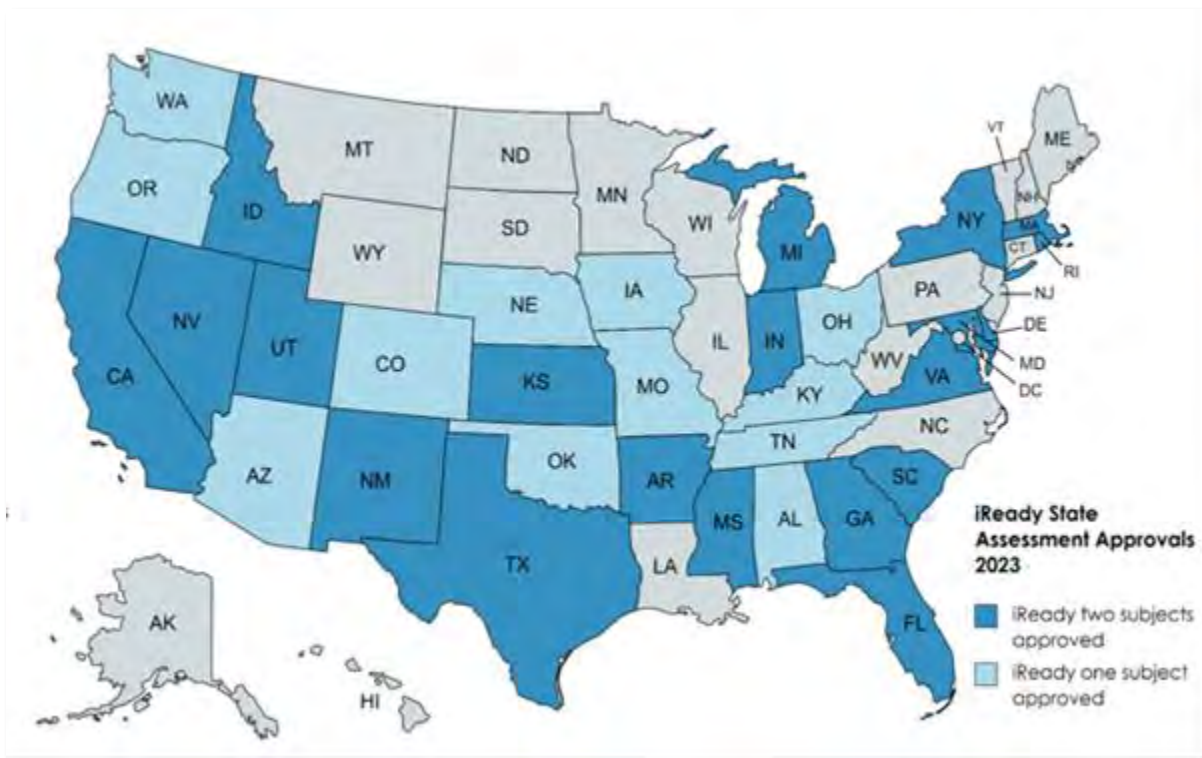 WA
MT
ND
MN
VT
ME
OR
ID
SD
WI
NH
NY
MA
WY
MI
CT
RI
NE
IA
PA
NJ
NV
UT
CO
IL
IN
OH
DE
WV
MD
CA
KS
MO
VA
DC
KY
NC
AZ
NM
OK
TN
AR
SC
MS
AL
GA
TX
LA
FL
AK
HI
iReady State
Assessment Approvals
2023
iReady two subjects
approved
iReady one subject
approved